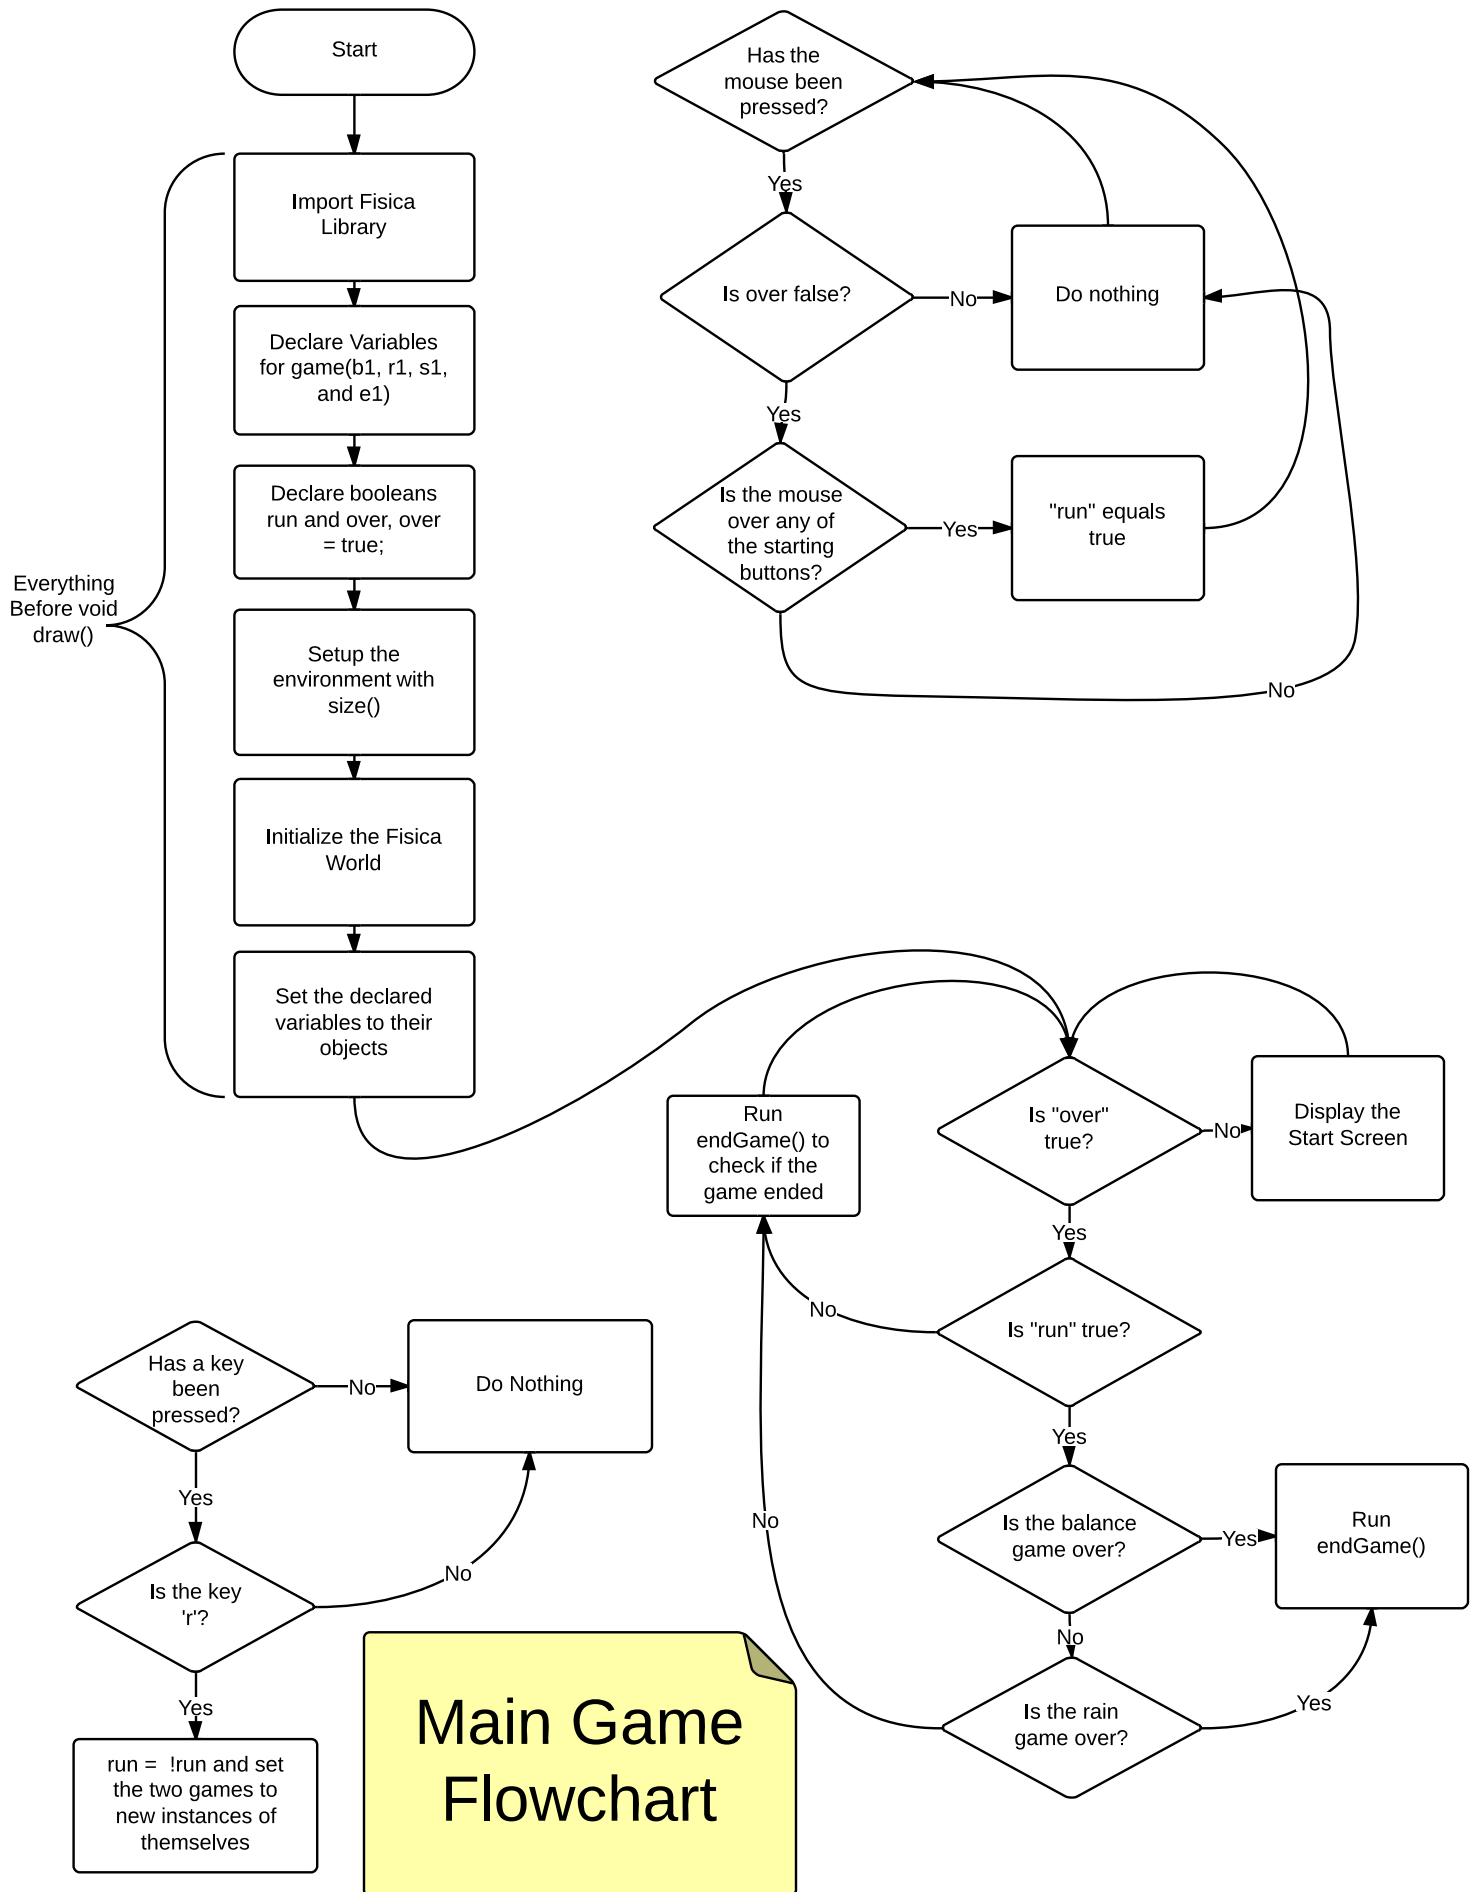 Start
Import Fisica
Library
Declare Variables
for game(b1, r1, s1,
and e1)
Declare booleans
run and over, over
= true;
Everything
Before void
draw()
Setup the
environment with
size()
Initialize the Fisica
World
Set the declared
variables to their
objects
Has the
mouse been
pressed?
Yes
Is over false?
No
Do nothing
Yes
Is the mouse
over any of
the starting
buttons?
Yes
"run" equals
true
No
Is "over"
true?
No
Display the
Start Screen
Run
endGame() to
check if the
game ended
Yes
Is "run" true?
No
Yes
Is the balance
game over?
Yes
Run
endGame()
No
No
Is the rain
game over?
Yes
Has a key
been
pressed?
No
Do Nothing
Yes
Is the key
'r'?
No
Yes
run =  !run and set
the two games to
new instances of
themselves
Main Game
Flowchart